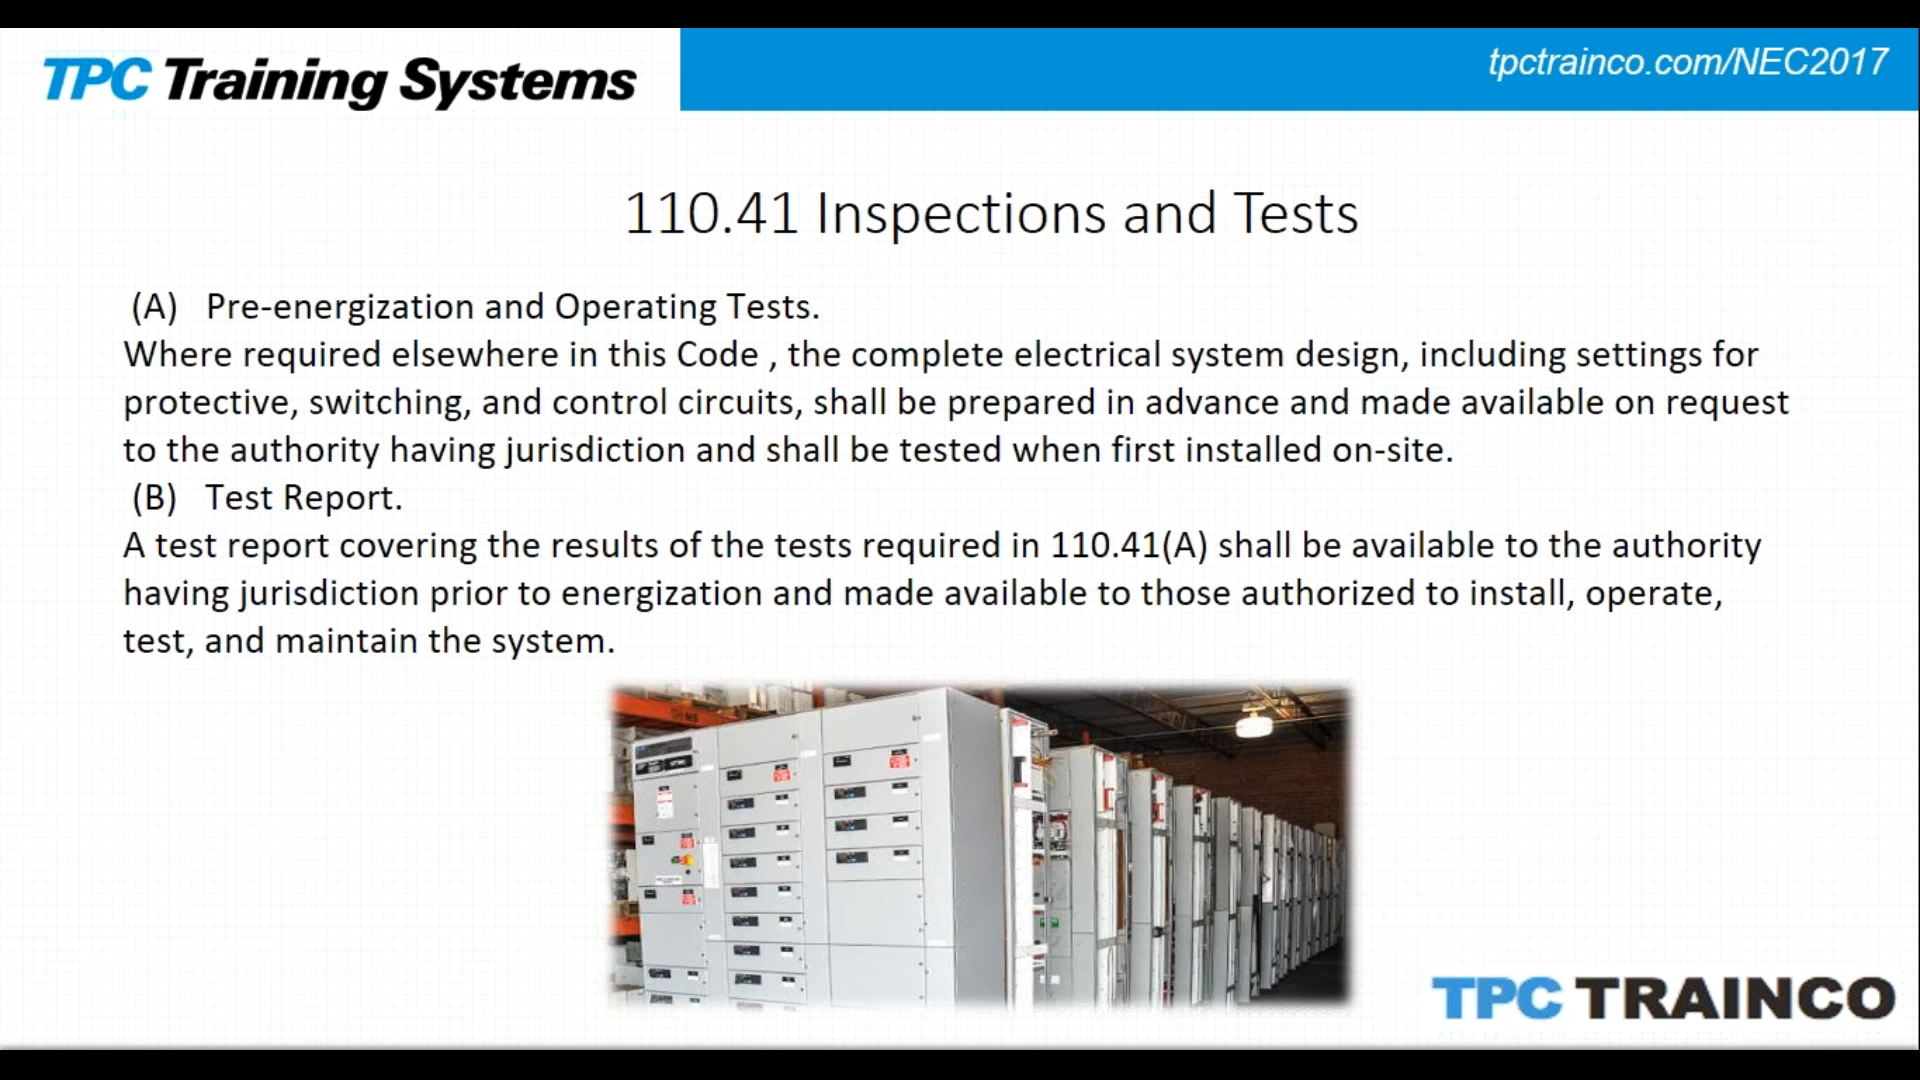 TPC Training Systems
tpctrainco.com/NEC2017
110.41 Inspections and Tests
(A) Pre-energization and Operating Tests.
Where required elsewhere in this Code , the complete electrical system design, including settings for
protective, switching, and control circuits, shall be prepared in advance and made available on request
to the authority having jurisdiction and shall be tested when first installed on-site.
(B) Test Report.
A test report covering the results of the tests required in 110.41(A) shall be available to the authority
having jurisdiction prior to energization and made available to those authorized to install, operate,
test, and maintain the system.
TPC TRAINCO